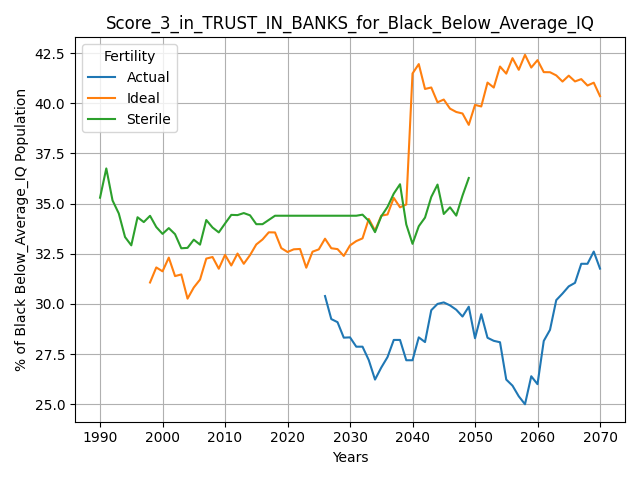 Score_3_in_TRUST_IN_BANKS_for_Black_Below_Average_IQ
% of Black Below_Average_IQ Population
42.5
40.0
37.5
35.0
32.5
30.0
27.5
25.0
Fertility
Actual
Ideal
Sterile
1990 2000 2010 2020 2030 2040 2050 2060 2070
Years